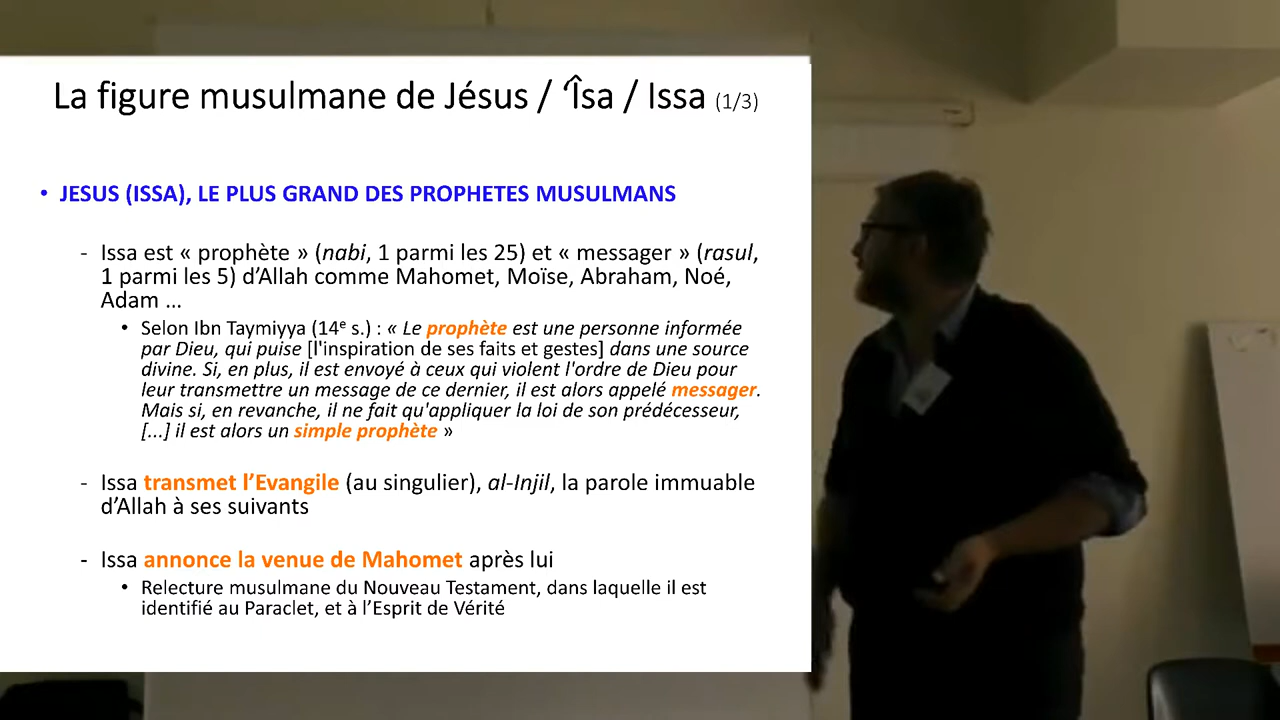 La figure musulmane de Jésus / ‘Îsa / Issa (1/3)
• JESUS (ISSA), LE PLUS GRAND DES PROPHETES MUSULMANS
- Issa est « prophète » (nabi, 1 parmi les 25) et « messager » (rasul,
1 parmi les 5) d’Allah comme Mahomet, Moïse, Abraham, Noé,
Adam ...
• Selon Ibn Taymiyya (14e s.) : « Le prophète est une personne informée
par Dieu, qui puise [l'inspiration de ses faits et gestes] dans une source
divine. Si, en plus, il est envoyé à ceux qui violent l'ordre de Dieu pour
leur transmettre un message de ce dernier, il est alors appelé messager.
Mais si, en revanche, il ne fait qu'appliquer la loi de son prédécesseur,
[...] il est alors un simple prophète »
- Issa transmet l’Evangile (au singulier), al-Injil, la parole immuable
d’Allah à ses suivants
- Issa annonce la venue de Mahomet après lui
• Relecture musulmane du Nouveau Testament, dans laquelle il est
identifié au Paraclet, et à l’Esprit de Vérité